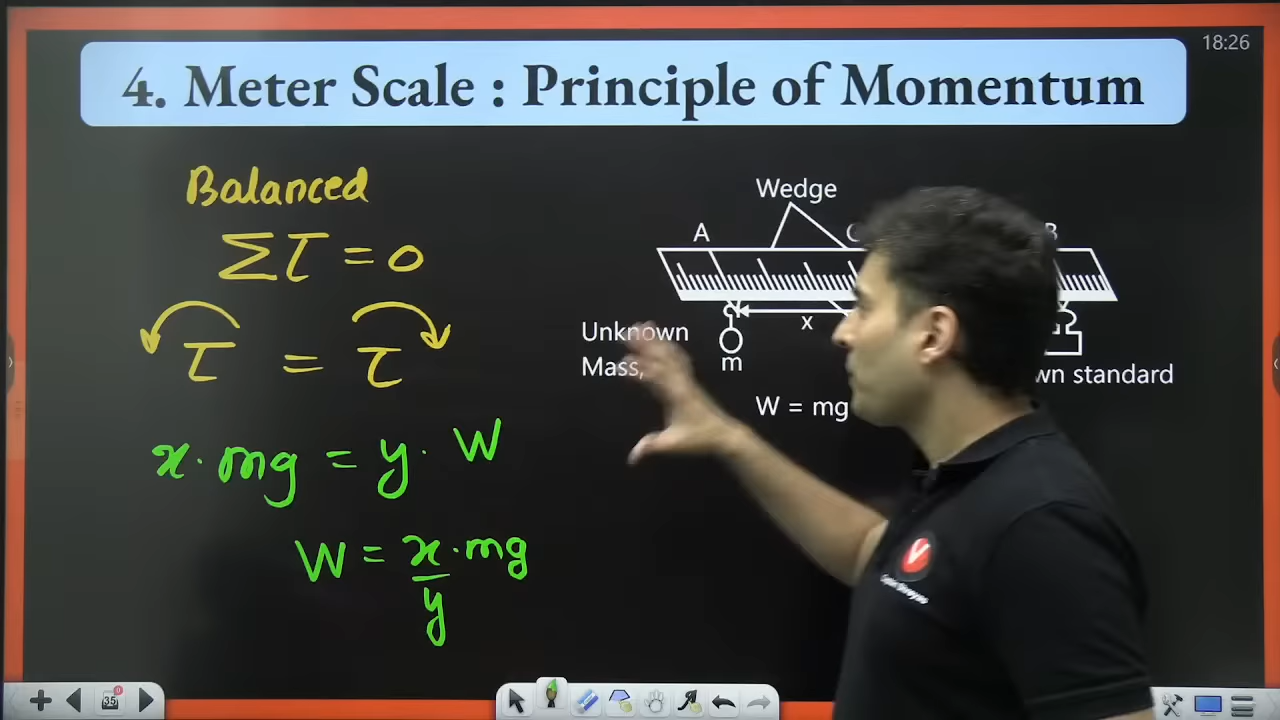 18:26
4. Meter Scale : Principle of Momentum
Balanced
Στ = 0
τ = τ
x · mg = y · W
W = x/y · mg
Wedge
A C B
x
Unknown
Mass,
m
W = mg
wn standard
35